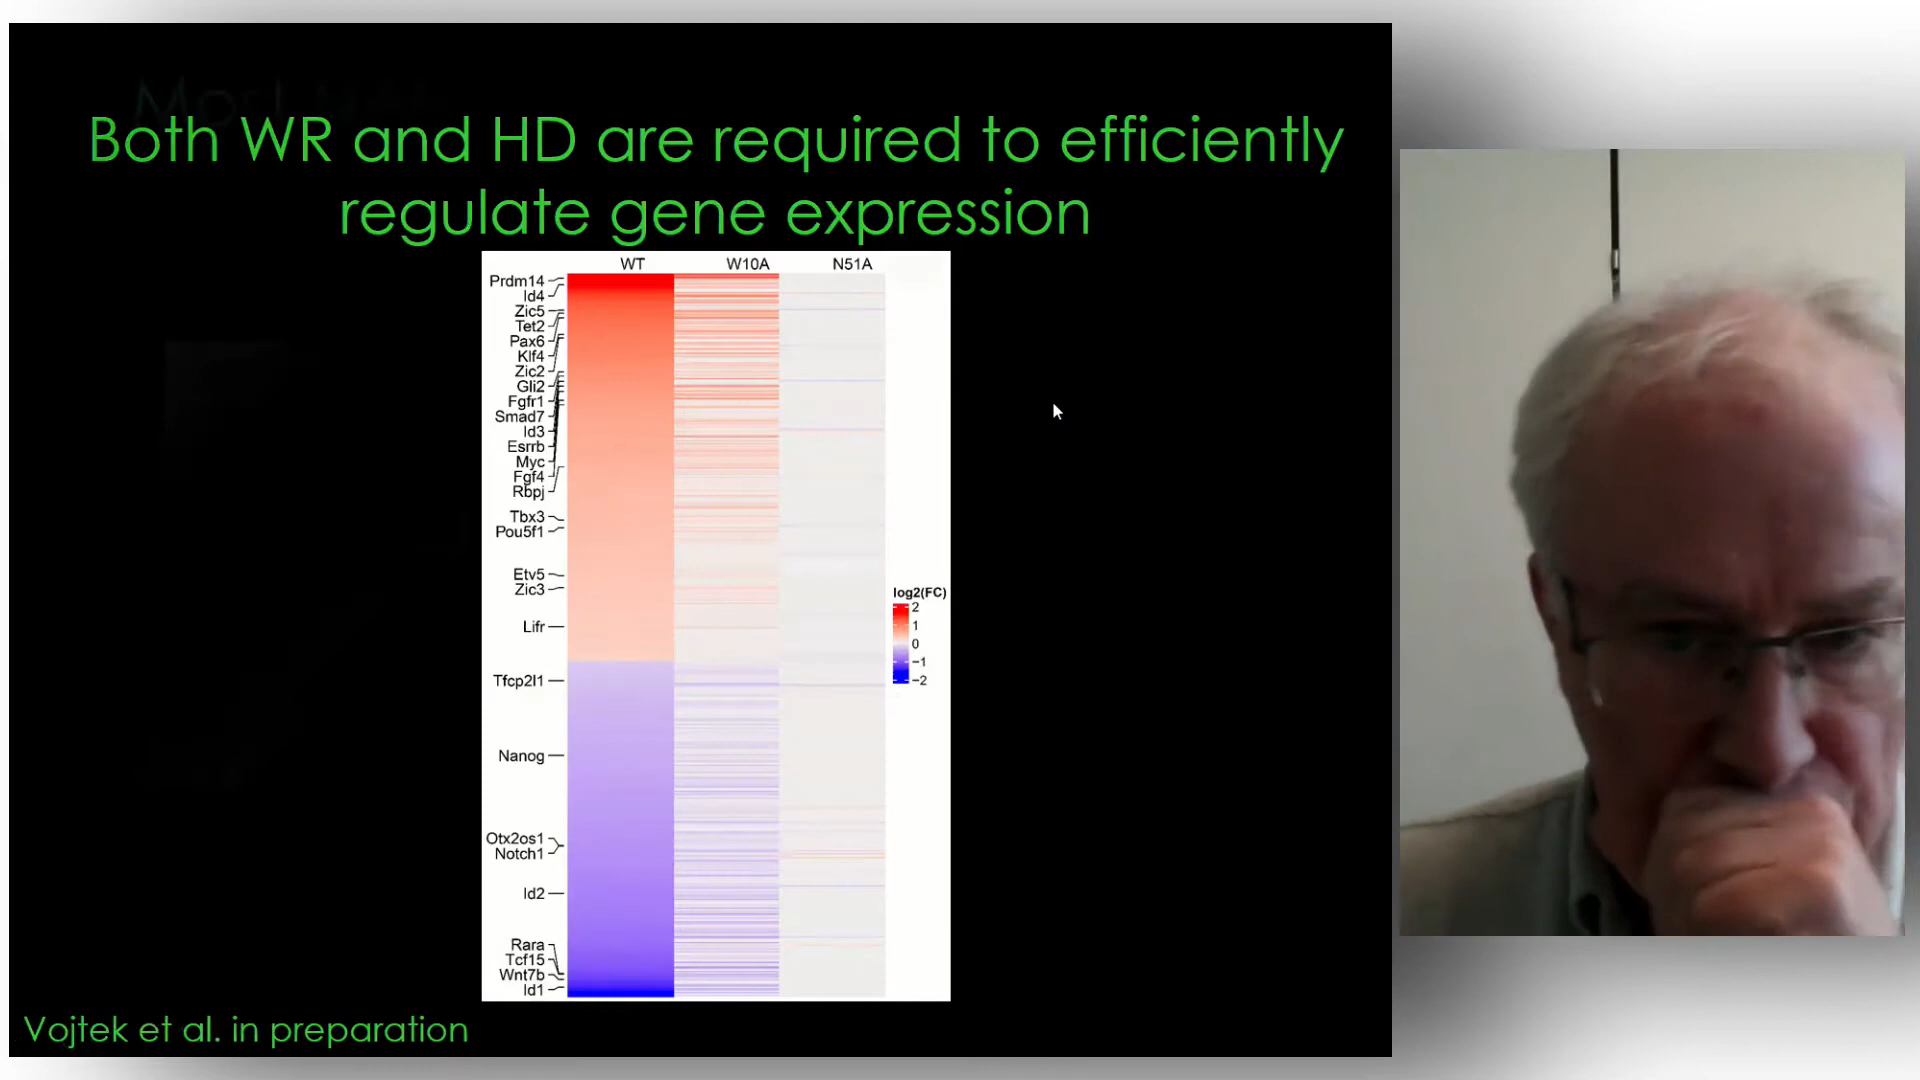 Both WR and HD are required to efficiently
regulate gene expression
WT W10A N51A
Prdm14
Id4
Zic5
Tet2
Pax6
Klf4
Zic2
Gli2
Fgfr1
Smad7
Id3
Esrrb
Myc
Fgf4
Rbpj
Tbx3
Pou5f1
Etv5
Zic3
Lifr
Tfcp2l1
Nanog
Otx2os1
Notch1
Id2
Rara
Tcf15
Wnt7b
Id1
log2(FC)
2
1
0
−1
−2
Vojtek et al. in preparation